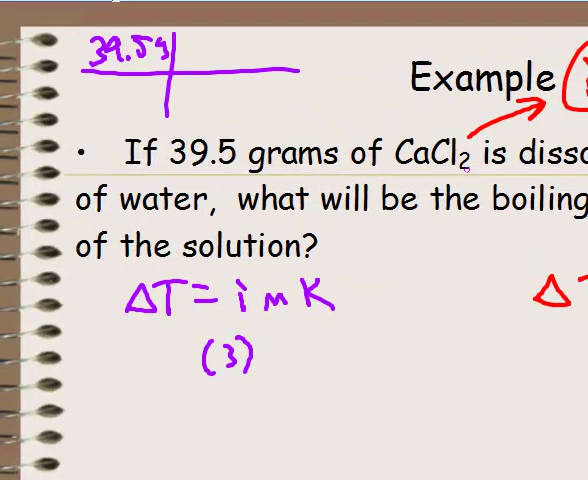 39.5g
Example
• If 39.5 grams of CaCl₂ is
of water, what will be the boiling
of the solution?
ΔT = i m K
(3)
Δ